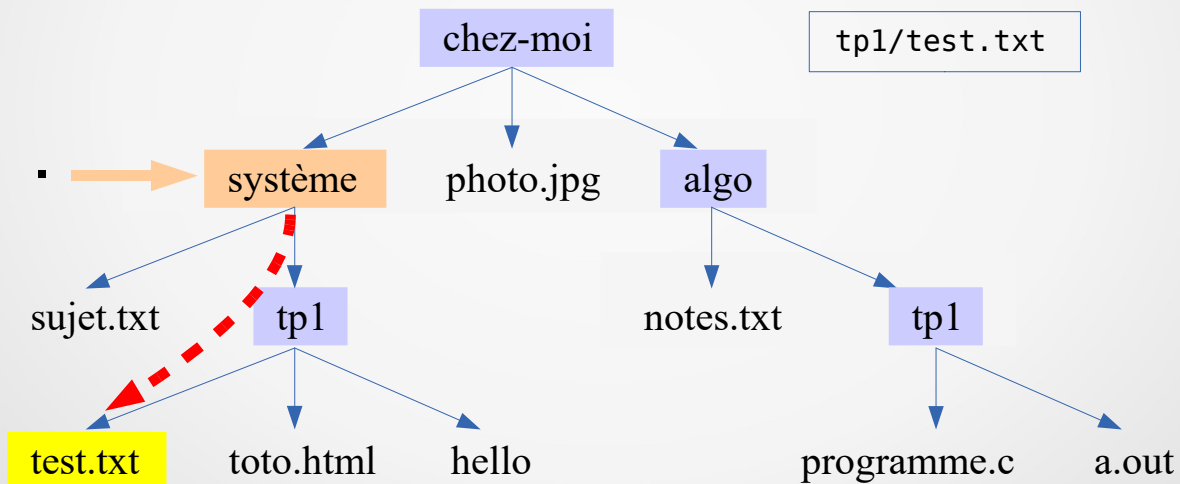 chez-moi
tp1/test.txt
.
système
photo.jpg
algo
sujet.txt
tp1
notes.txt
tp1
test.txt
toto.html
hello
programme.c
a.out